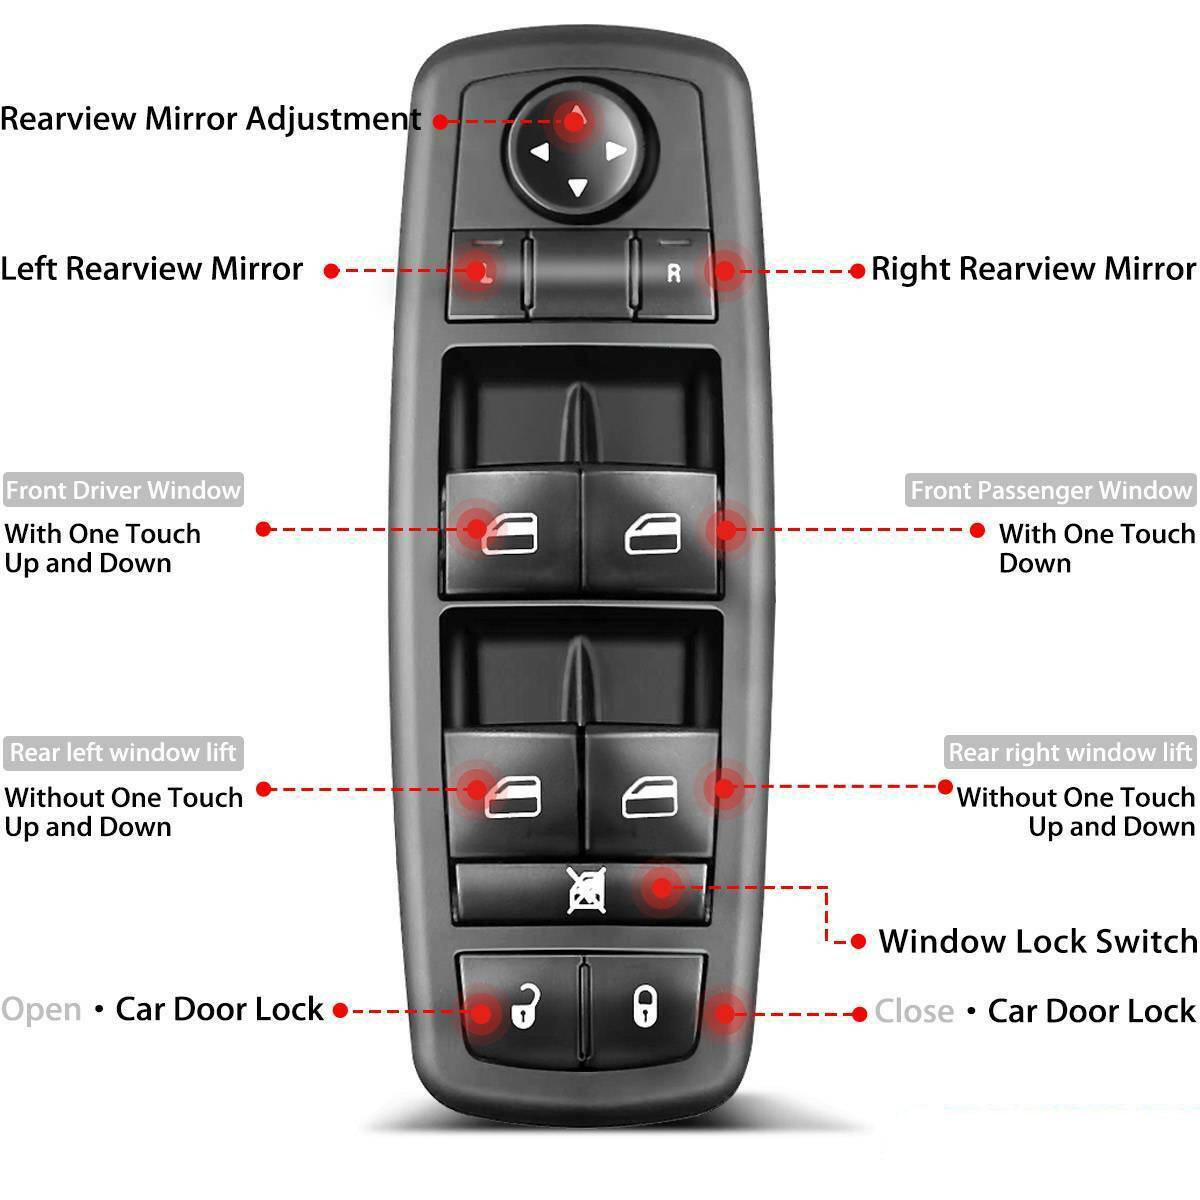 Rearview Mirror Adjustment
Left Rearview Mirror
L
R
Right Rearview Mirror
Front Driver Window
With One Touch
Up and Down
Front Passenger Window
With One Touch
Down
Rear left window lift
Without One Touch
Up and Down
Rear right window lift
Without One Touch
Up and Down
Window Lock Switch
Open • Car Door Lock
Close • Car Door Lock